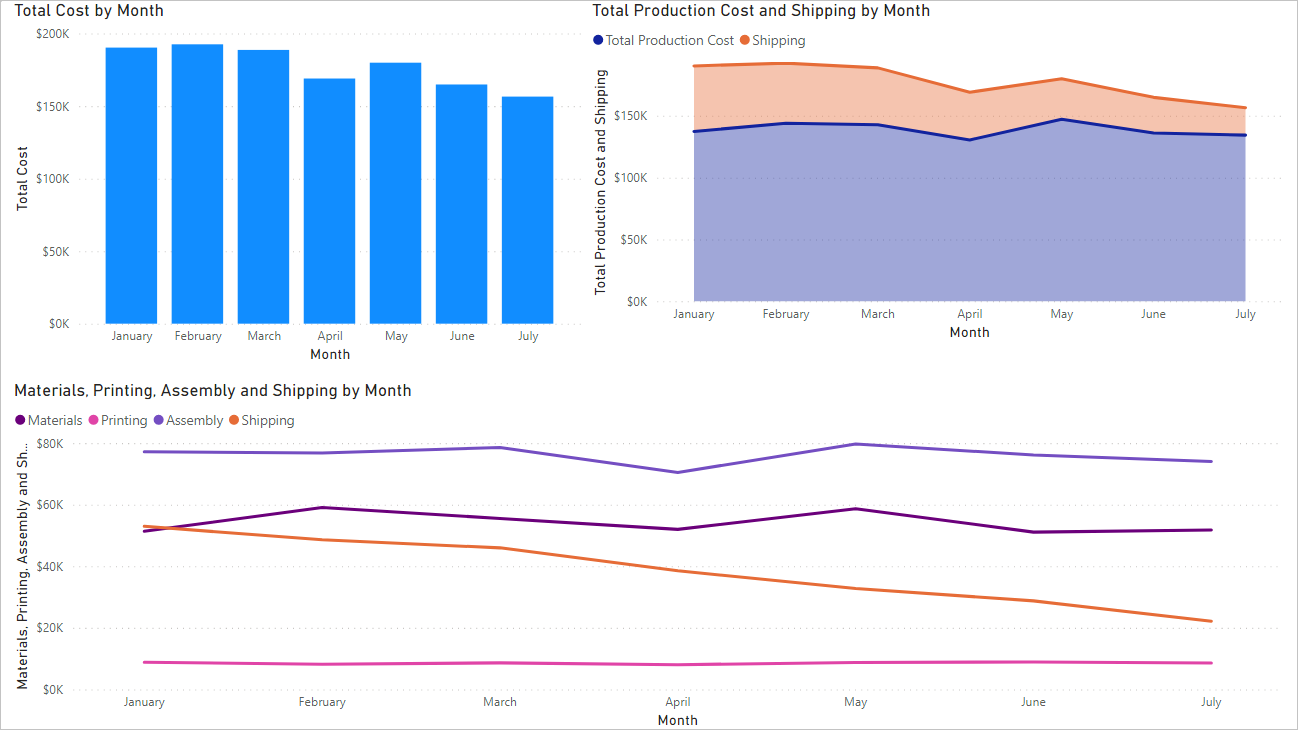 Total Cost by Month
Total Cost
$200K
$150K
$100K
$50K
$0K
January February March April May June July
Month
Total Production Cost and Shipping by Month
Total Production Cost Shipping
Total Production Cost and Shipping
$150K
$100K
$50K
$0K
January February March April May June July
Month
Materials, Printing, Assembly and Shipping by Month
Materials Printing Assembly Shipping
Materials, Printing, Assembly and Sh...
$80K
$60K
$40K
$20K
$0K
January February March April May June July
Month